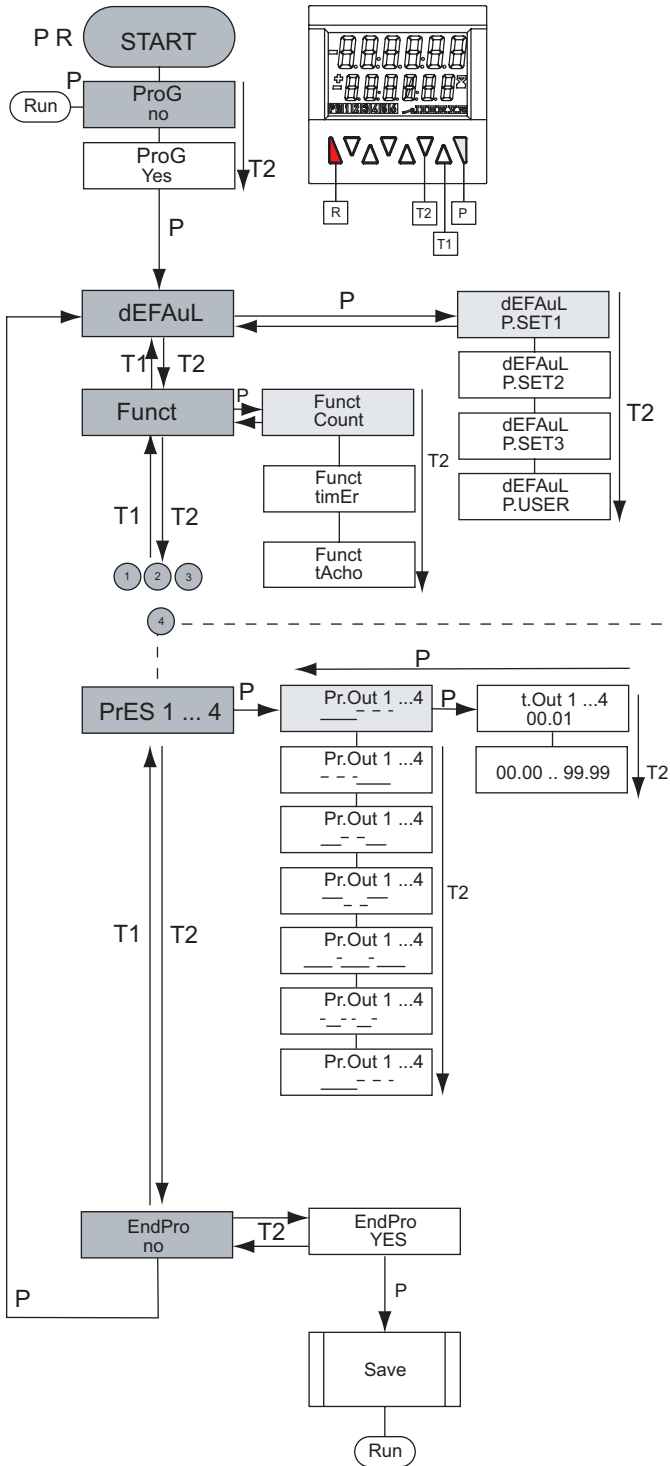 P R
START
P
Run
ProG
no
ProG
Yes
T2
P
R
T2
P
T1
dEFAuL
P
dEFAuL
P.SET1
dEFAuL
P.SET2
dEFAuL
P.SET3
dEFAuL
P.USER
T2
T1
T2
Funct
P
Funct
Count
Funct
timEr
Funct
tAcho
T2
T1
T2
1
2
3
4
P
PrES 1 ... 4
P
Pr.Out 1 ...4
P
t.Out 1 ...4
00.01
00.00 .. 99.99
T2
Pr.Out 1 ...4
Pr.Out 1 ...4
Pr.Out 1 ...4
Pr.Out 1 ...4
Pr.Out 1 ...4
Pr.Out 1 ...4
T2
T1
T2
EndPro
no
T2
EndPro
YES
P
P
Save
Run